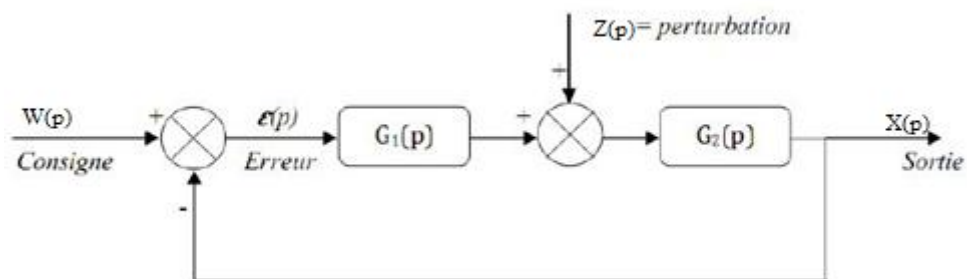 Z(p)= perturbation
+
W(p)
+
ε(p)
G₁(p)
+
G₂(p)
X(p)
Consigne
Erreur
Sortie
-